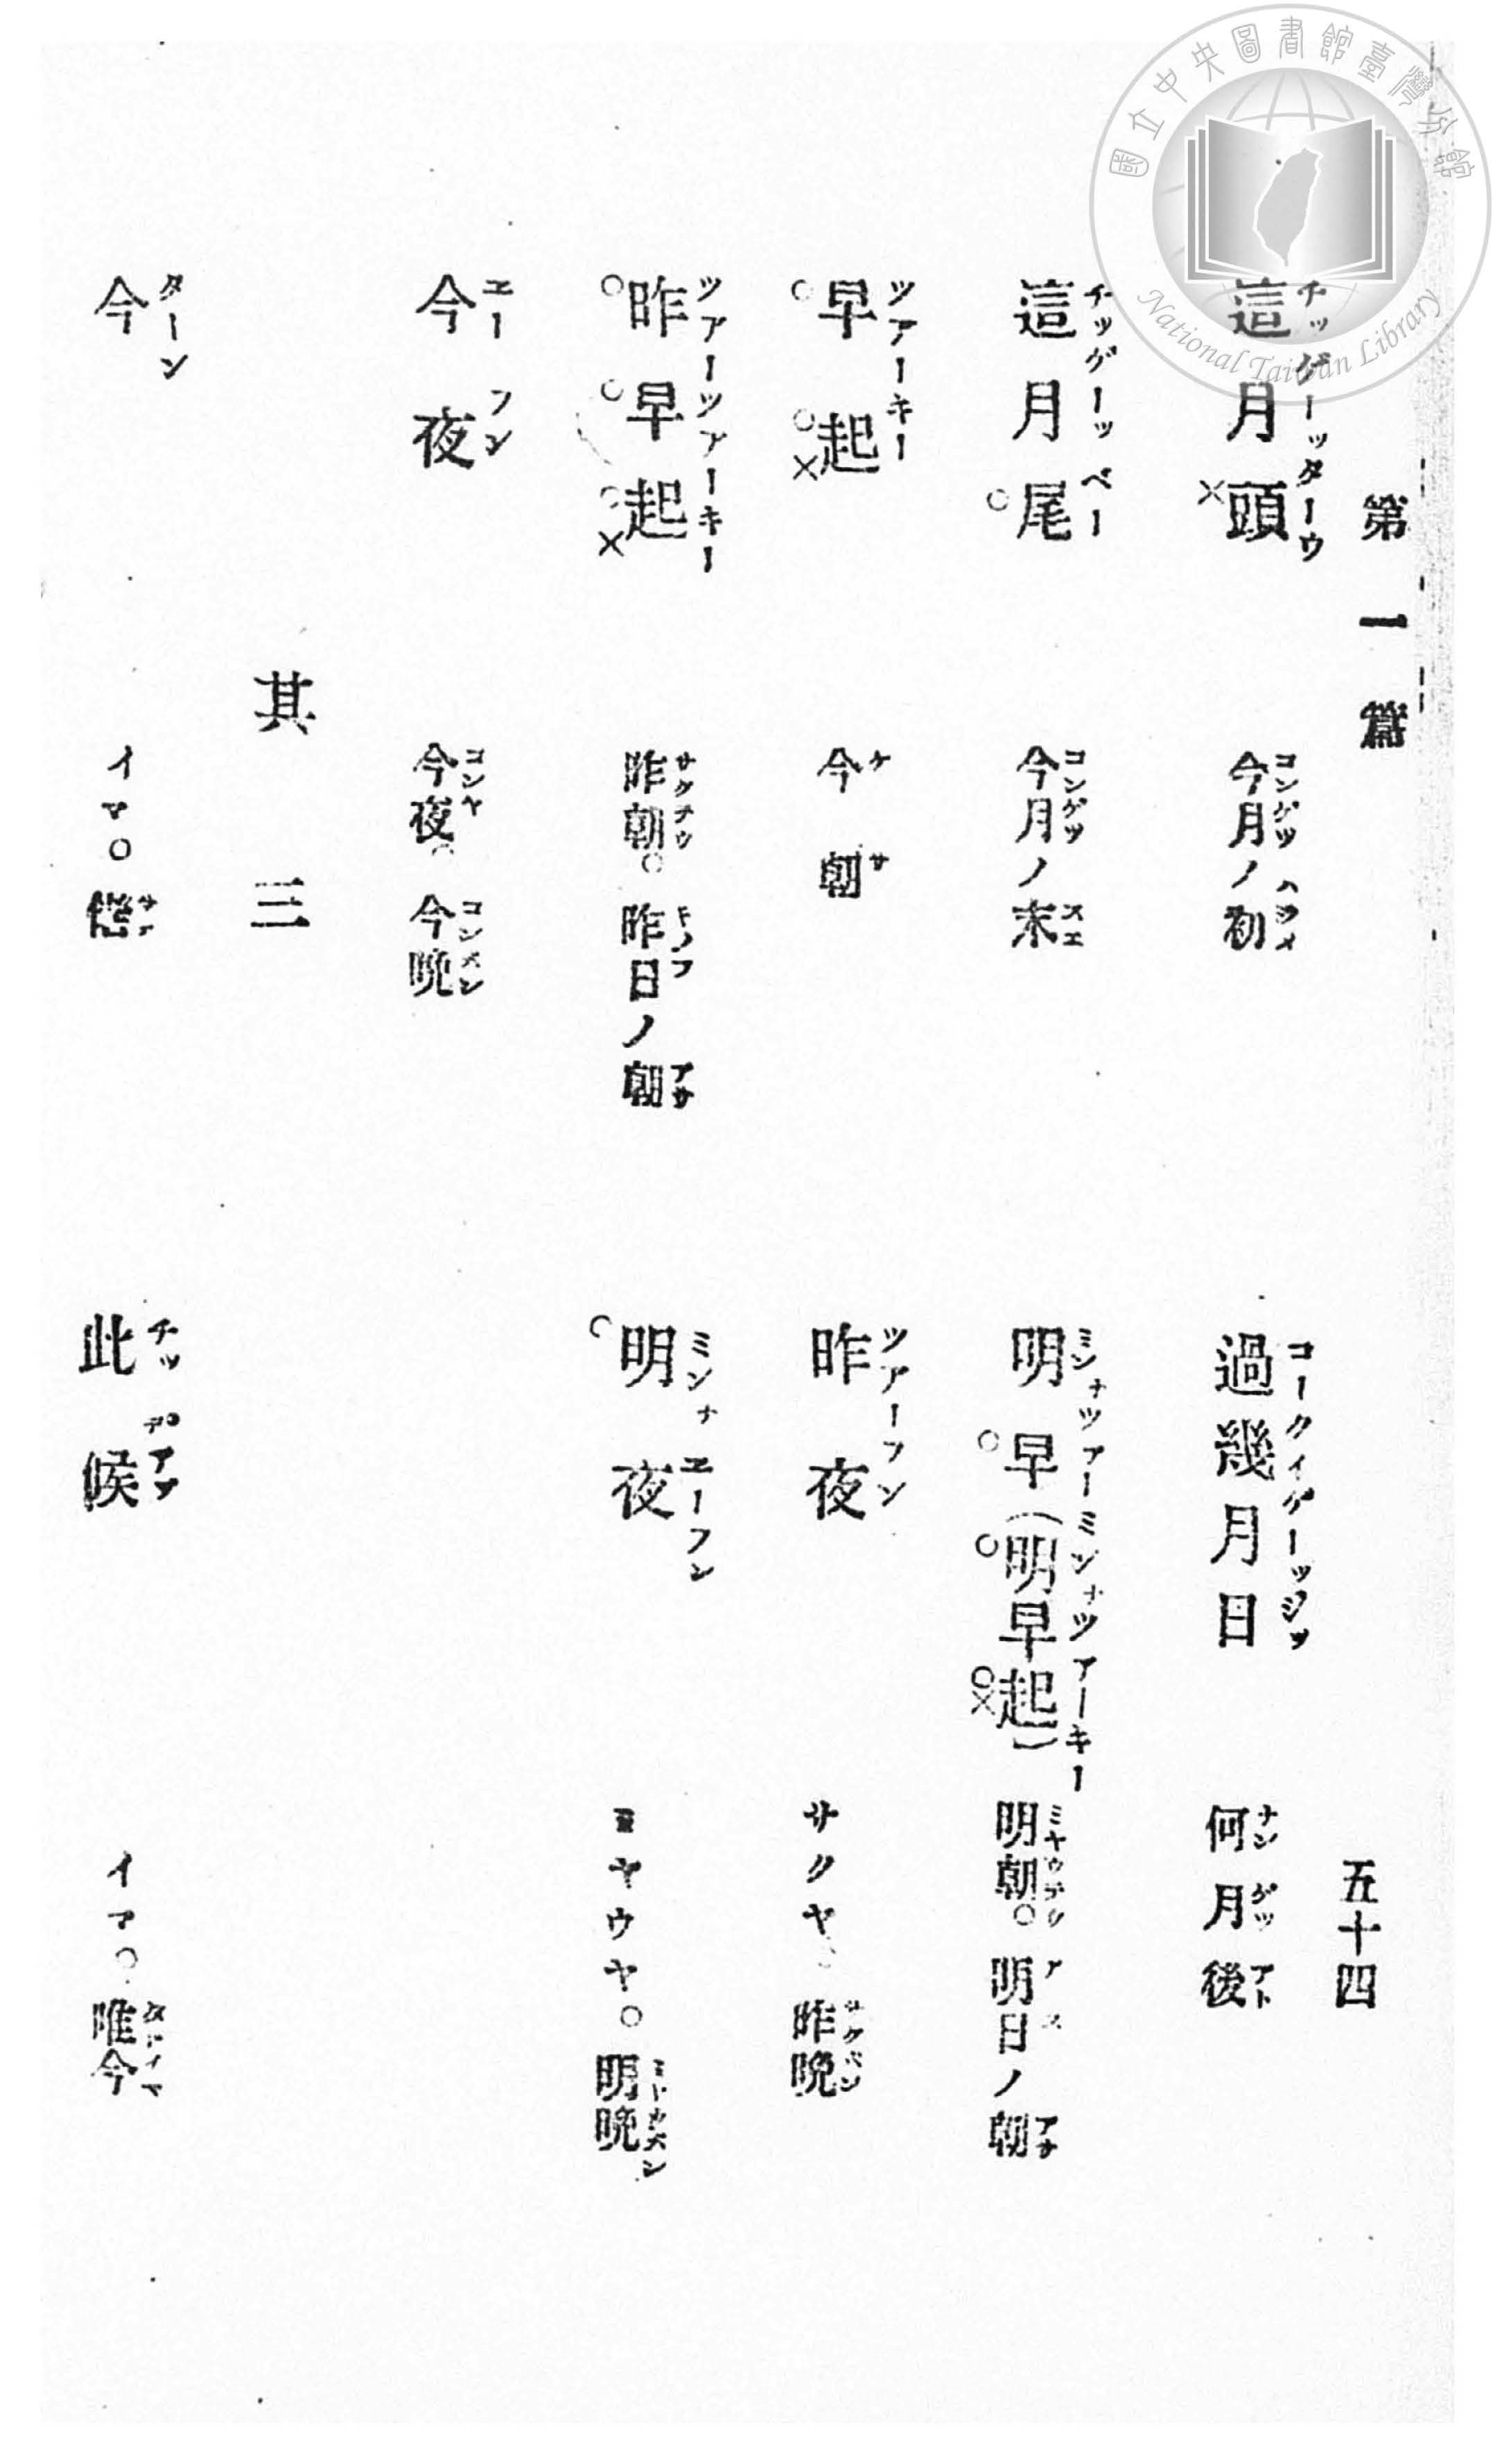 國立中央圖書館臺灣分館
National Taiwan Library
第一篇
五十四
チッゲーッターウ
這月頭
コンゲツ ハジメ
今月ノ初
コークイゲーッジッ
過幾月日
ナンゲツアト
何月後
チッゲーッベー
這月尾
コンゲツ スエ
今月ノ末
ミンナツアーミンナツアーキー
明早(明早起)
ミヤウテウ アス アサ
明朝。明日ノ朝
ツアーキー
早起
ケサ
今朝
ツアーフン
昨夜
サクバン
サクヤ。昨晩
ツアーツアーキー
昨早起
サクテウ キノフ アサ
昨朝。昨日ノ朝
ミンナエーフン
明夜
ミヤウバン
ミヤウヤ。明晩
エーフン
今夜
コンヤ コンバン
今夜。今晩
其三
ターン
今
イマ。
チッ
此候
タドイマ
イマ。唯今